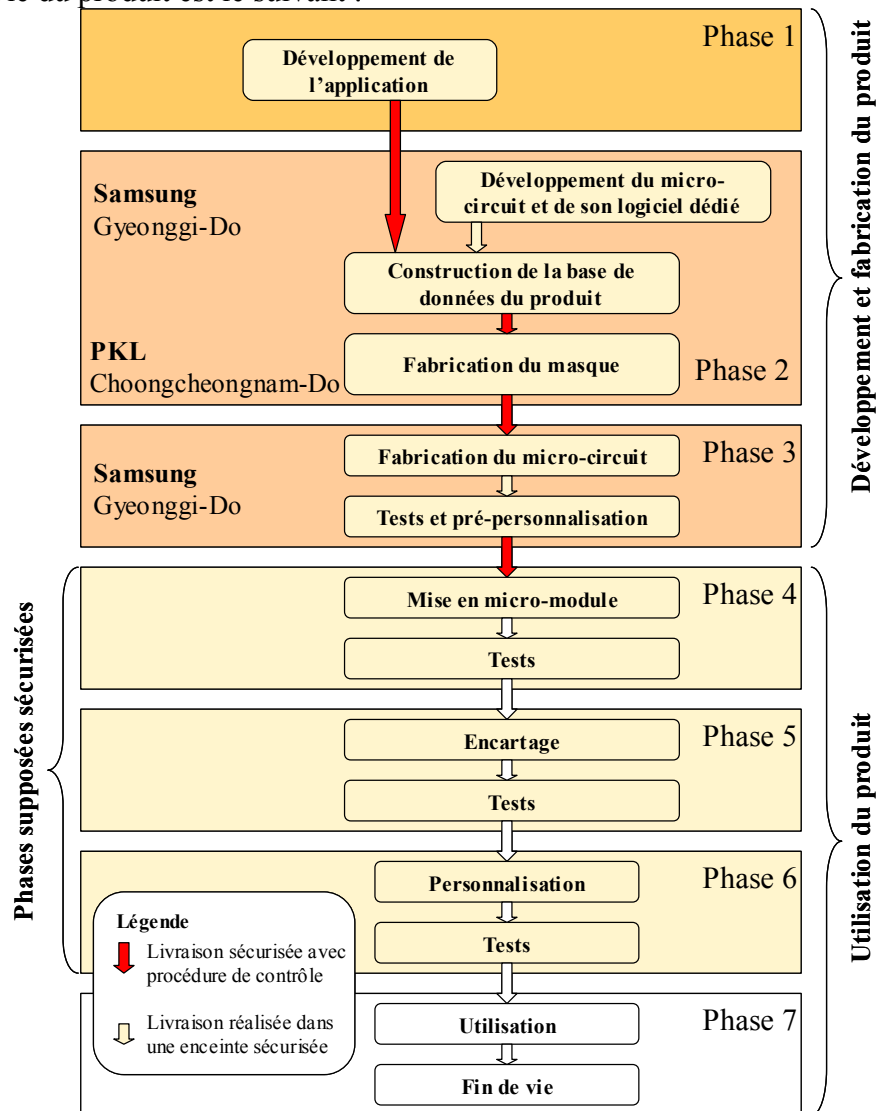 le du produit est le suivant :
Phase 1
Développement de
l'application
Samsung
Gyeonggi-Do
Développement du micro-
circuit et de son logiciel dédié
Construction de la base de
données du produit
PKL
Choongcheongnam-Do
Fabrication du masque
Phase 2
Développement et fabrication du produit
Samsung
Gyeonggi-Do
Fabrication du micro-circuit
Phase 3
Tests et pré-personnalisation
Phases supposées sécurisées
Mise en micro-module
Phase 4
Tests
Encartage
Phase 5
Tests
Personnalisation
Phase 6
Tests
Utilisation du produit
Légende
Livraison sécurisée avec
procédure de contrôle
Livraison réalisée dans
une enceinte sécurisée
Utilisation
Phase 7
Fin de vie